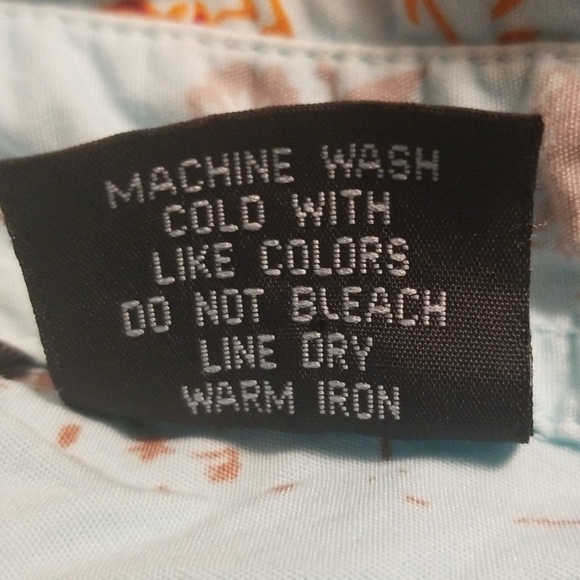 MACHINE WASH
COLD WITH
LIKE COLORS
DO NOT BLEACH
LINE DRY
WARM IRON